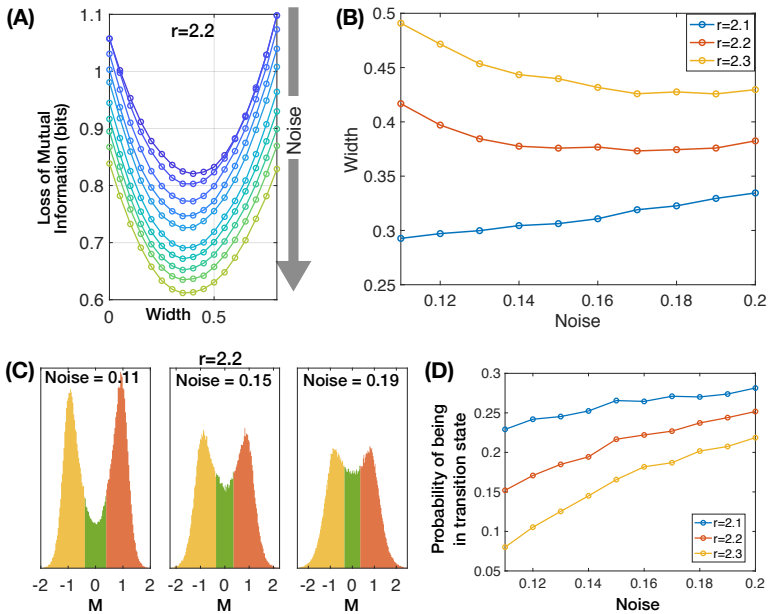 (A)
r=2.2
Loss of Mutual
Information (bits)
1.1
1
0.9
0.8
0.7
0.6
0
0.5
Width
Noise
(B)
Width
0.5
0.45
0.4
0.35
0.3
0.25
0.12
0.14
0.16
0.18
0.2
Noise
r=2.1
r=2.2
r=2.3
(C)
r=2.2
Noise = 0.11
Noise = 0.15
Noise = 0.19
-2 -1 0 1 2
-2 -1 0 1 2
-2 -1 0 1 2
M
M
M
(D)
Probability of being
in transition state
0.3
0.25
0.2
0.15
0.1
0.05
0.12
0.14
0.16
0.18
0.2
Noise
r=2.1
r=2.2
r=2.3